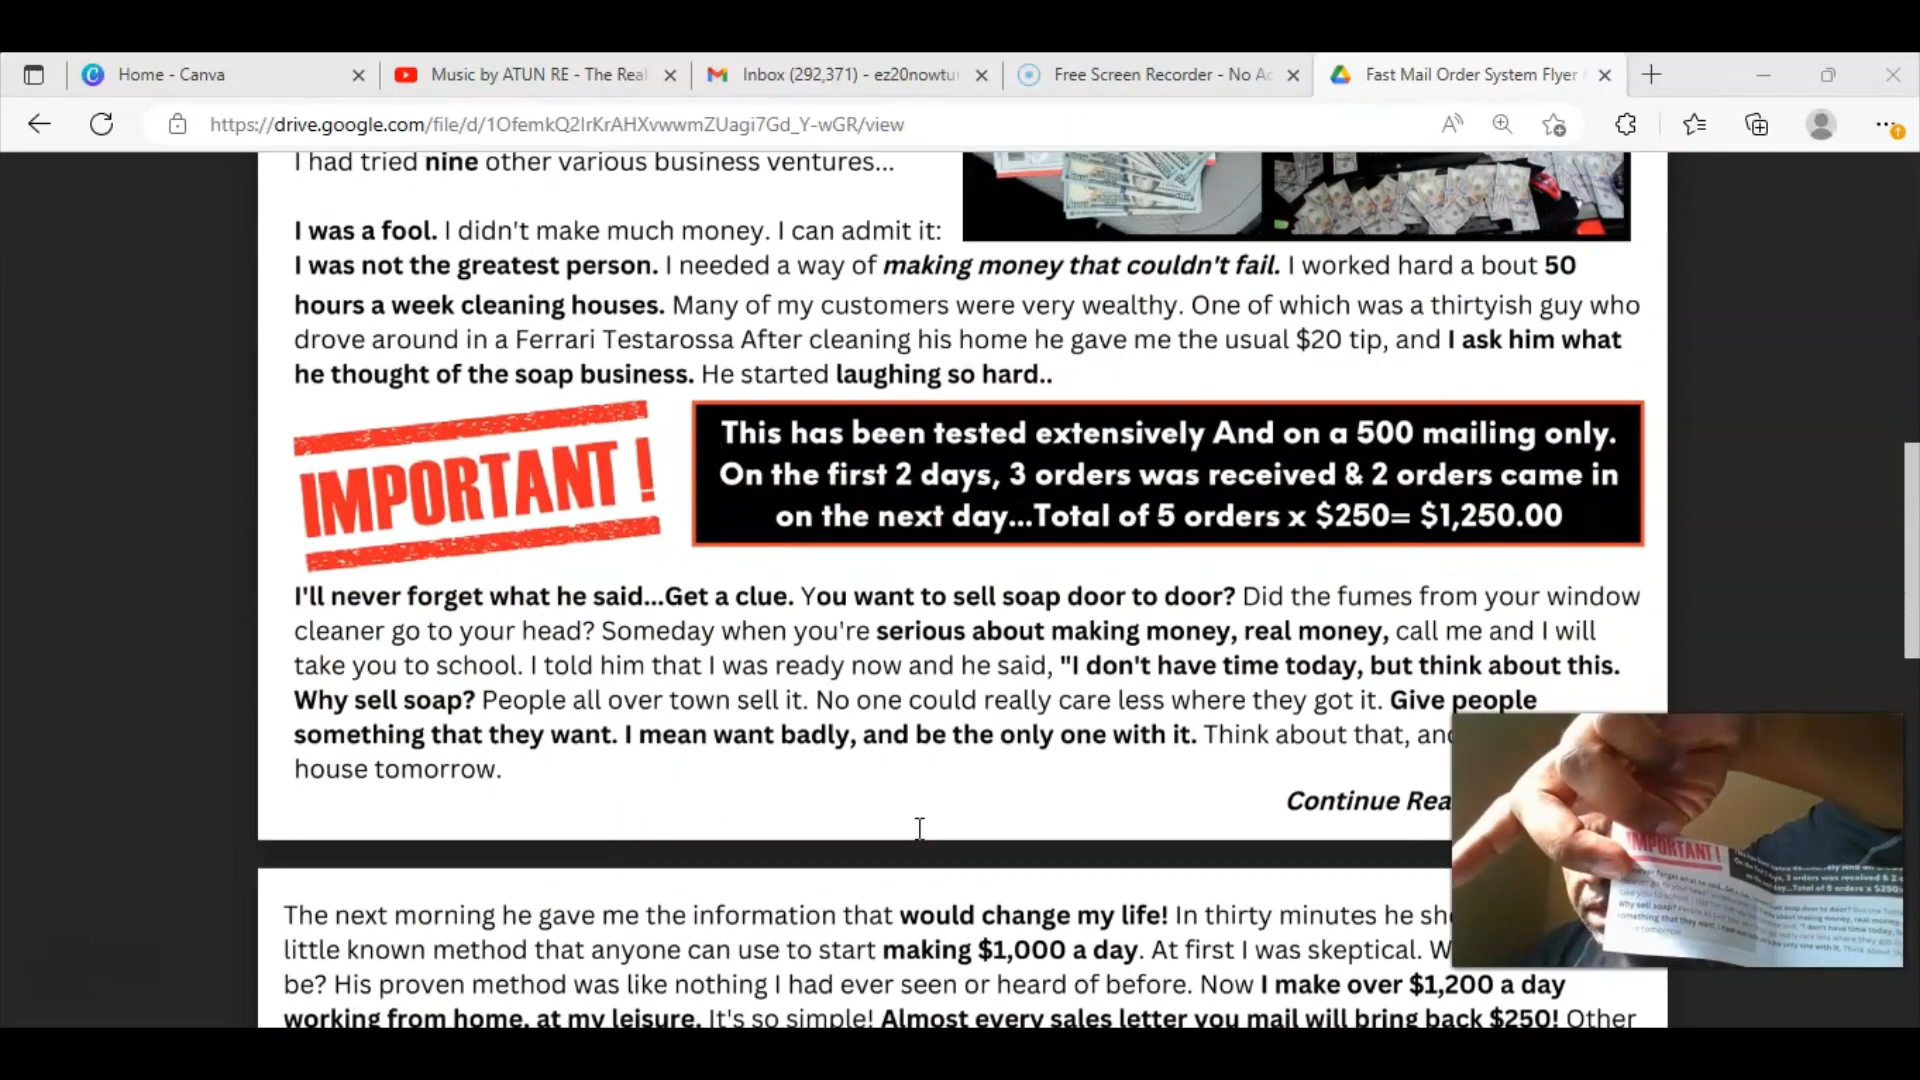 Home - Canva
Music by ATUN RE - The Real
Inbox (292,371) - ez20nowtur
Free Screen Recorder - No Ac
Fast Mail Order System Flyer
https://drive.google.com/file/d/1OfemkQ2IrKrAHXvwwmZUagi7Gd_Y-wGR/view
I had tried nine other various business ventures...
I was a fool. I didn't make much money. I can admit it:
I was not the greatest person. I needed a way of making money that couldn't fail. I worked hard a bout 50
hours a week cleaning houses. Many of my customers were very wealthy. One of which was a thirtyish guy who
drove around in a Ferrari Testarossa After cleaning his home he gave me the usual $20 tip, and I ask him what
he thought of the soap business. He started laughing so hard..
IMPORTANT !
This has been tested extensively And on a 500 mailing only.
On the first 2 days, 3 orders was received & 2 orders came in
on the next day...Total of 5 orders x $250= $1,250.00
I'll never forget what he said...Get a clue. You want to sell soap door to door? Did the fumes from your window
cleaner go to your head? Someday when you're serious about making money, real money, call me and I will
take you to school. I told him that I was ready now and he said, "I don't have time today, but think about this.
Why sell soap? People all over town sell it. No one could really care less where they got it. Give people
something that they want. I mean want badly, and be the only one with it. Think about that, and
house tomorrow.
Continue Rea
The next morning he gave me the information that would change my life! In thirty minutes he sh
little known method that anyone can use to start making $1,000 a day. At first I was skeptical. W
be? His proven method was like nothing I had ever seen or heard of before. Now I make over $1,200 a day
working from home, at my leisure. It's so simple! Almost every sales letter you mail will bring back $250! Other
IMPORTANT !
3 orders was received & 2
Total of 5 orders x $250